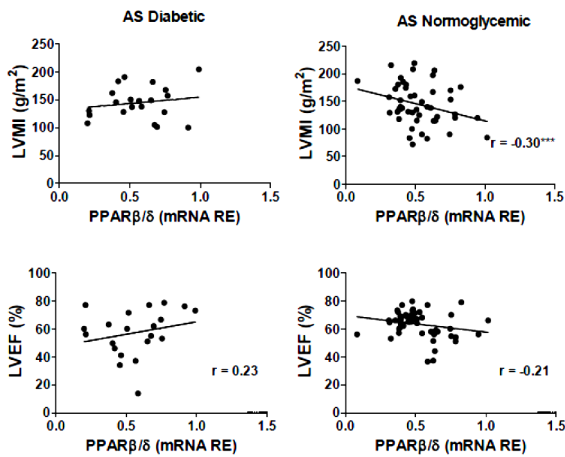 AS Diabetic
AS Normoglycemic
LVMI (g/m²)
250
200
150
100
50
0
0.0 0.5 1.0 1.5
PPARβ/δ (mRNA RE)
LVMI (g/m²)
250
200
150
100
50
0
r = -0.30***
0.0 0.5 1.0 1.5
PPARβ/δ (mRNA RE)
LVEF (%)
100
80
60
40
20
0
r = 0.23
0.0 0.5 1.0 1.5
PPARβ/δ (mRNA RE)
LVEF (%)
100
80
60
40
20
0
r = -0.21
0.0 0.5 1.0 1.5
PPARβ/δ (mRNA RE)